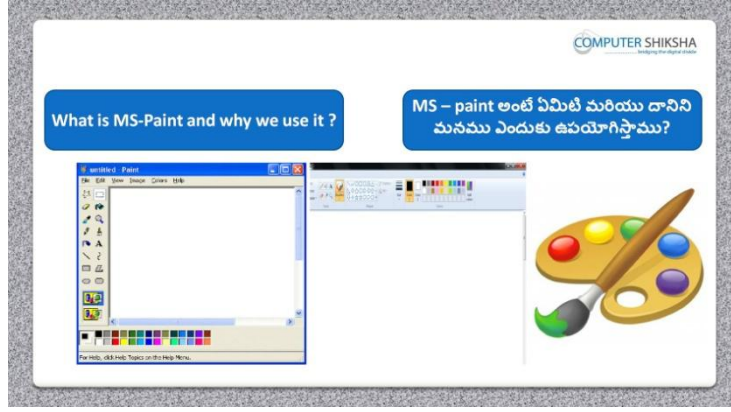 COMPUTER SHIKSHA
What is MS-Paint and why we use it ?
MS – paint అంటే ఏమిటి మరియు దానిని
మనము ఎందుకు ఉపయోగిస్తాము?
untitled - Paint
File Edit View Image Colors Help
For Help, click Help Topics on the Help Menu.